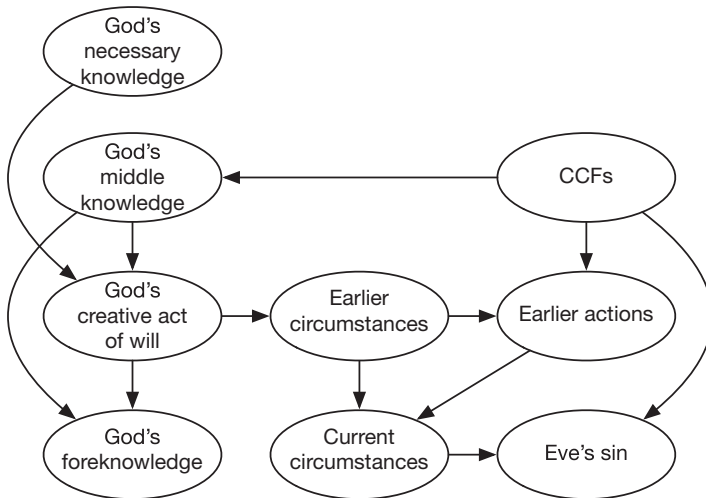 God's
necessary
knowledge
God's
middle
knowledge
CCFs
God's
creative act
of will
Earlier
circumstances
Earlier actions
God's
foreknowledge
Current
circumstances
Eve's sin